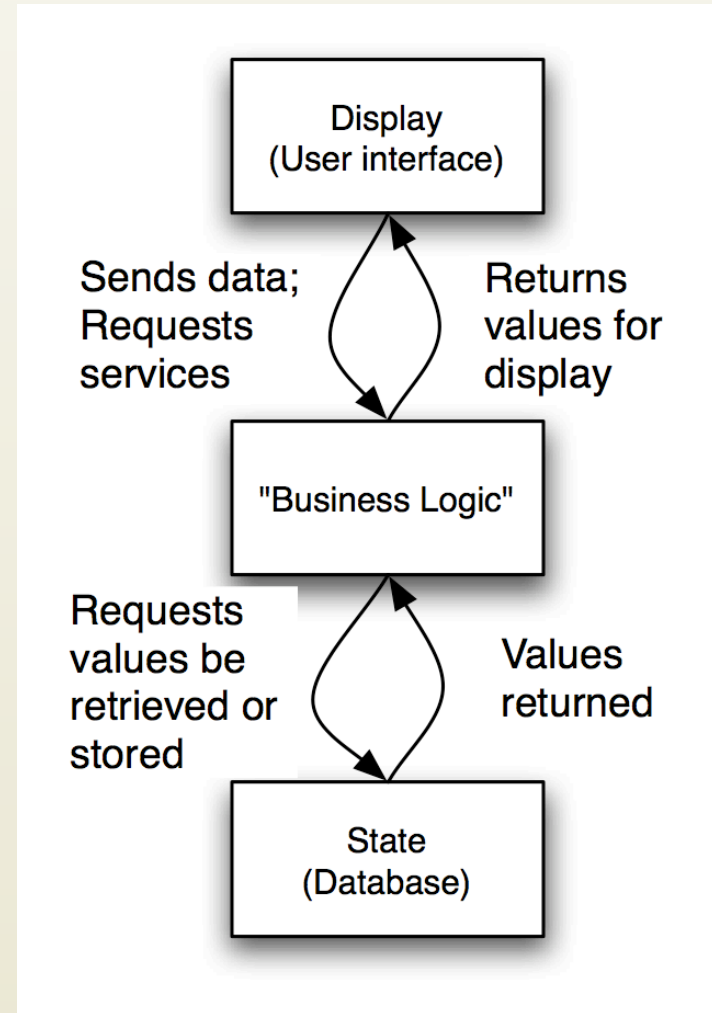 Display
(User interface)
Sends data;
Requests
services
Returns
values for
display
"Business Logic"
Requests
values be
retrieved or
stored
Values
returned
State
(Database)